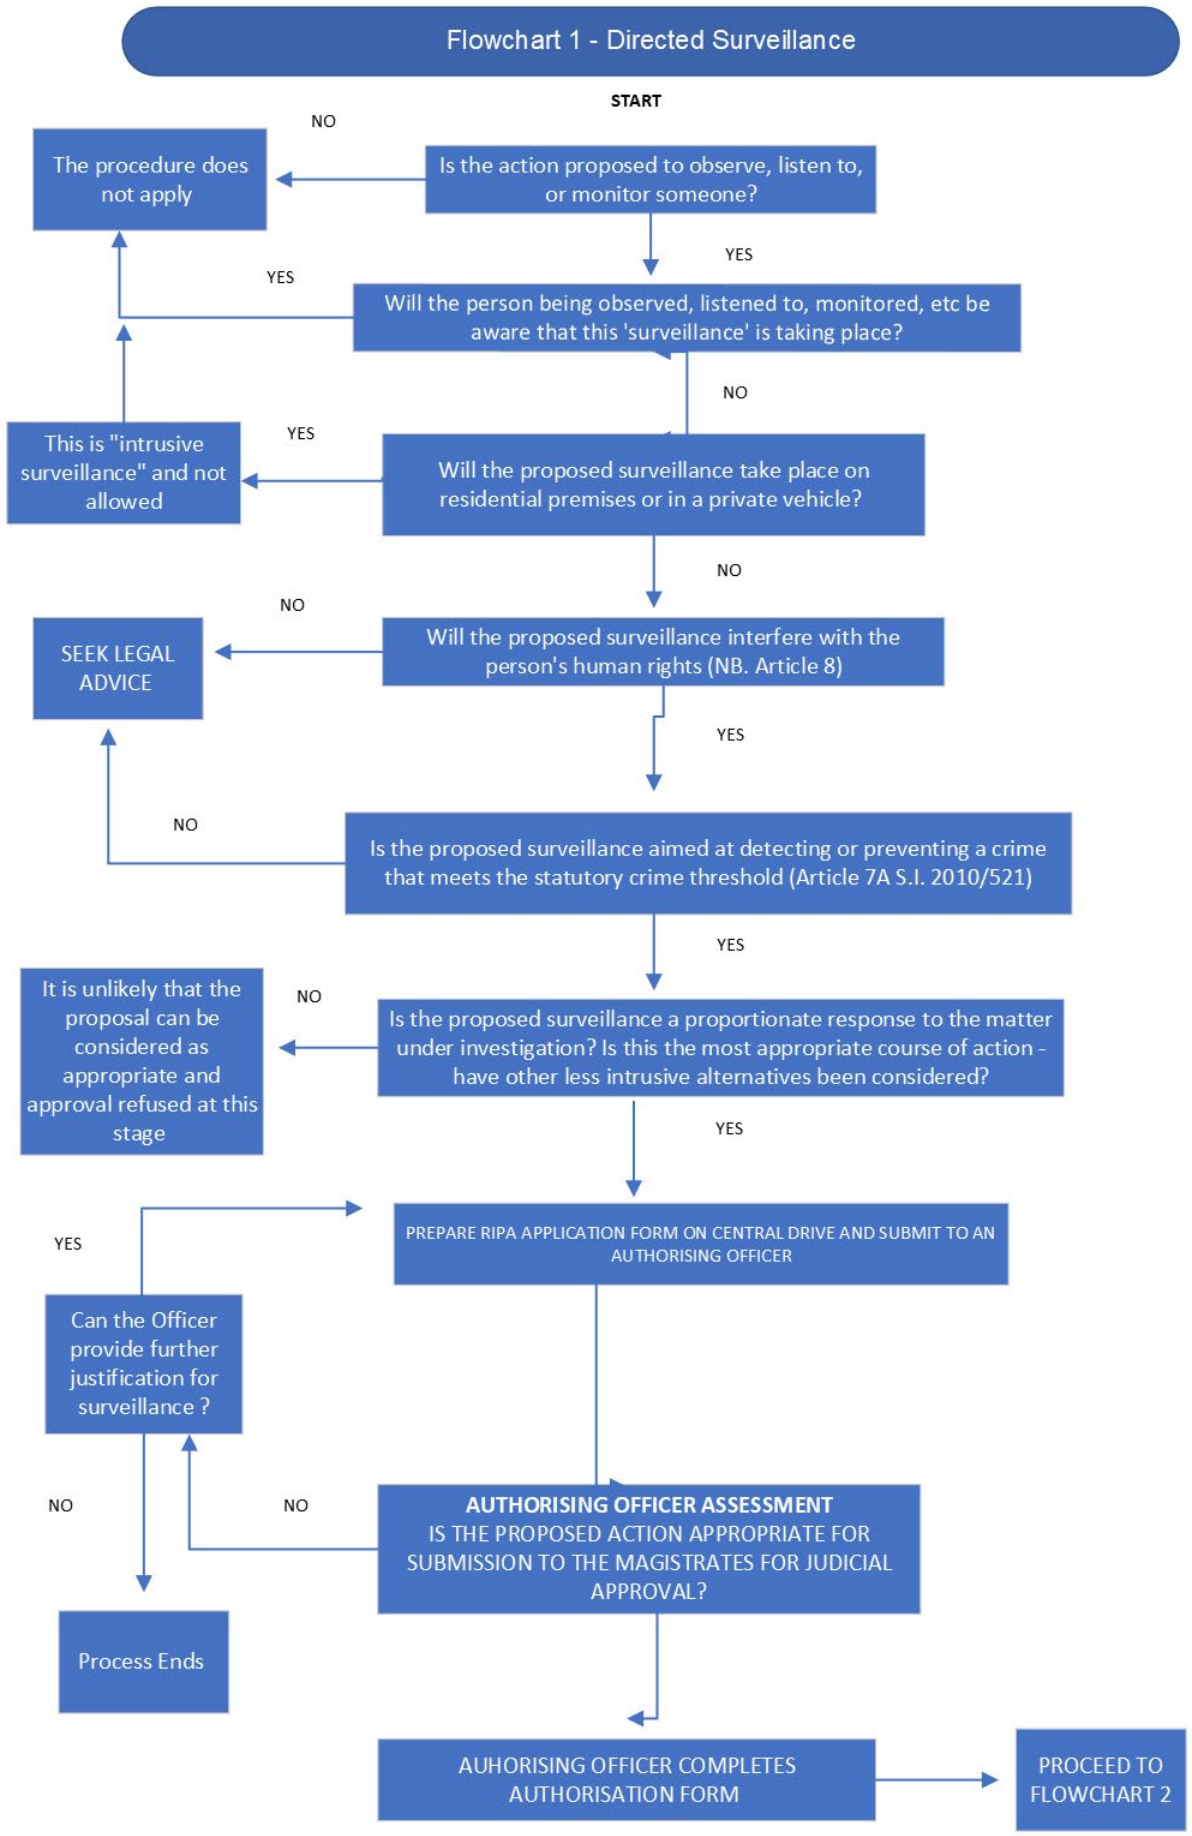 Flowchart 1 - Directed Surveillance
START
NO
The procedure does
not apply
Is the action proposed to observe, listen to,
or monitor someone?
YES
YES
Will the person being observed, listened to, monitored, etc be
aware that this 'surveillance' is taking place?
NO
YES
This is "intrusive
surveillance" and not
allowed
Will the proposed surveillance take place on
residential premises or in a private vehicle?
NO
NO
SEEK LEGAL
ADVICE
Will the proposed surveillance interfere with the
person's human rights (NB. Article 8)
YES
NO
Is the proposed surveillance aimed at detecting or preventing a crime
that meets the statutory crime threshold (Article 7A S.I. 2010/521)
YES
It is unlikely that the
proposal can be
considered as
appropriate and
approval refused at this
stage
NO
Is the proposed surveillance a proportionate response to the matter
under investigation? Is this the most appropriate course of action -
have other less intrusive alternatives been considered?
YES
PREPARE RIPA APPLICATION FORM ON CENTRAL DRIVE AND SUBMIT TO AN
AUTHORISING OFFICER
YES
Can the Officer
provide further
justification for
surveillance ?
NO
NO
AUTHORISING OFFICER ASSESSMENT
IS THE PROPOSED ACTION APPROPRIATE FOR
SUBMISSION TO THE MAGISTRATES FOR JUDICIAL
APPROVAL?
Process Ends
AUHORISING OFFICER COMPLETES
AUTHORISATION FORM
PROCEED TO
FLOWCHART 2